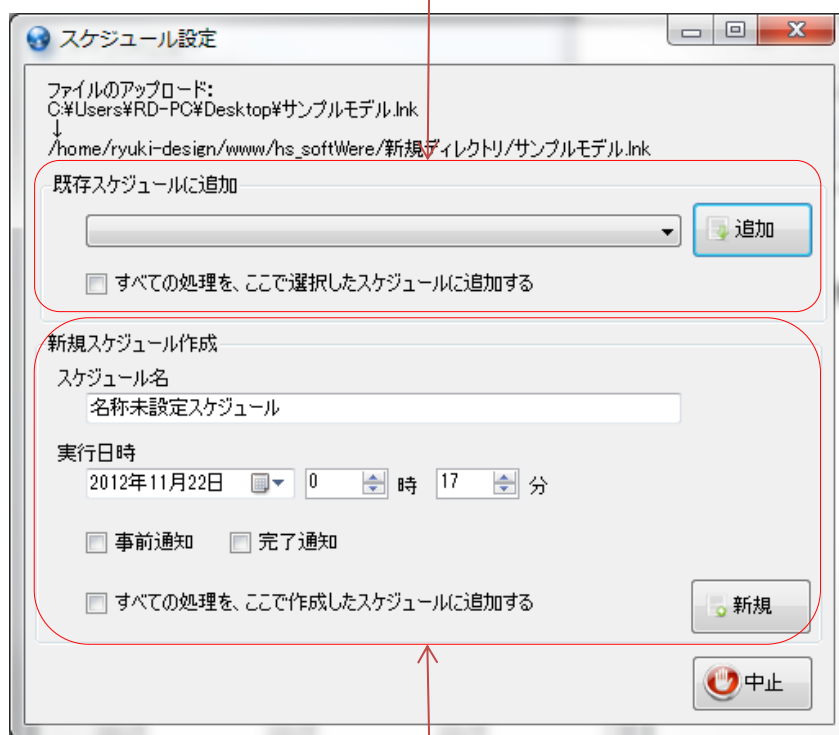 スケジュール設定
ファイルのアップロード:
C:¥Users¥RD-PC¥Desktop¥サンプルモデル.lnk
↓
/home/ryuki-design/www/hs_softWere/新規ディレクトリ/サンプルモデル.lnk
既存スケジュールに追加
追加
すべての処理を、ここで選択したスケジュールに追加する
新規スケジュール作成
スケジュール名
名称未設定スケジュール
実行日時
2012年11月22日 0 時 17 分
事前通知 完了通知
すべての処理を、ここで作成したスケジュールに追加する
新規
中止